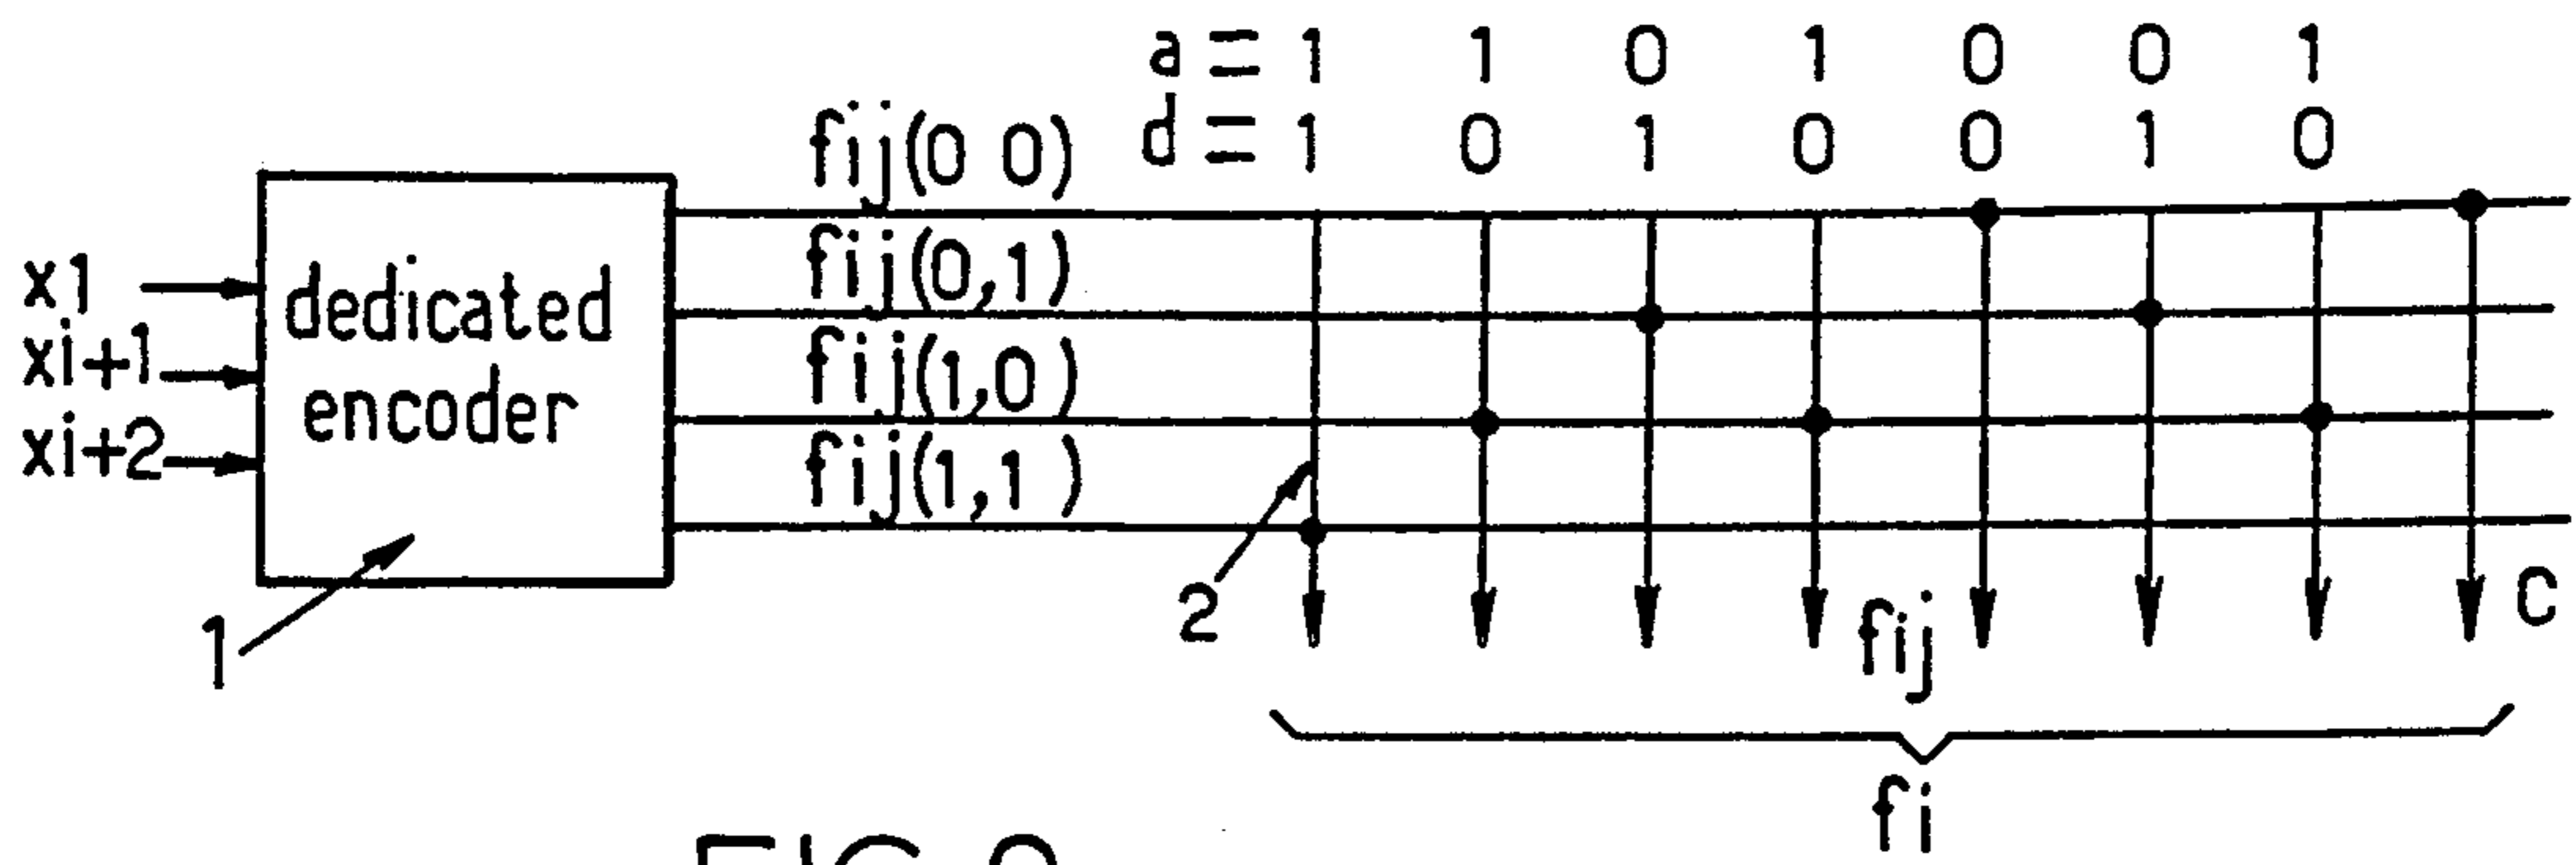 a = 1 1 0 1 0 0 1
d = 1 0 1 0 0 1 0
fij(0 0)
fij(0,1)
fij(1,0)
fij(1,1)
x1
xi+1
xi+2
dedicated
encoder
1
2
fij
C
fi